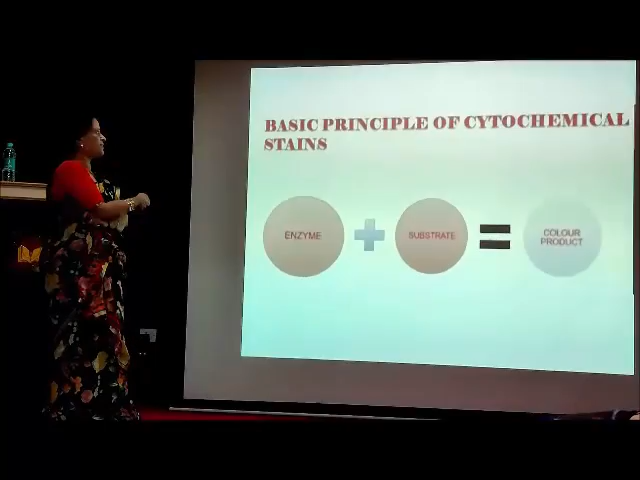 BASIC PRINCIPLE OF CYTOCHEMICAL
STAINS
ENZYME
SUBSTRATE
COLOUR
PRODUCT